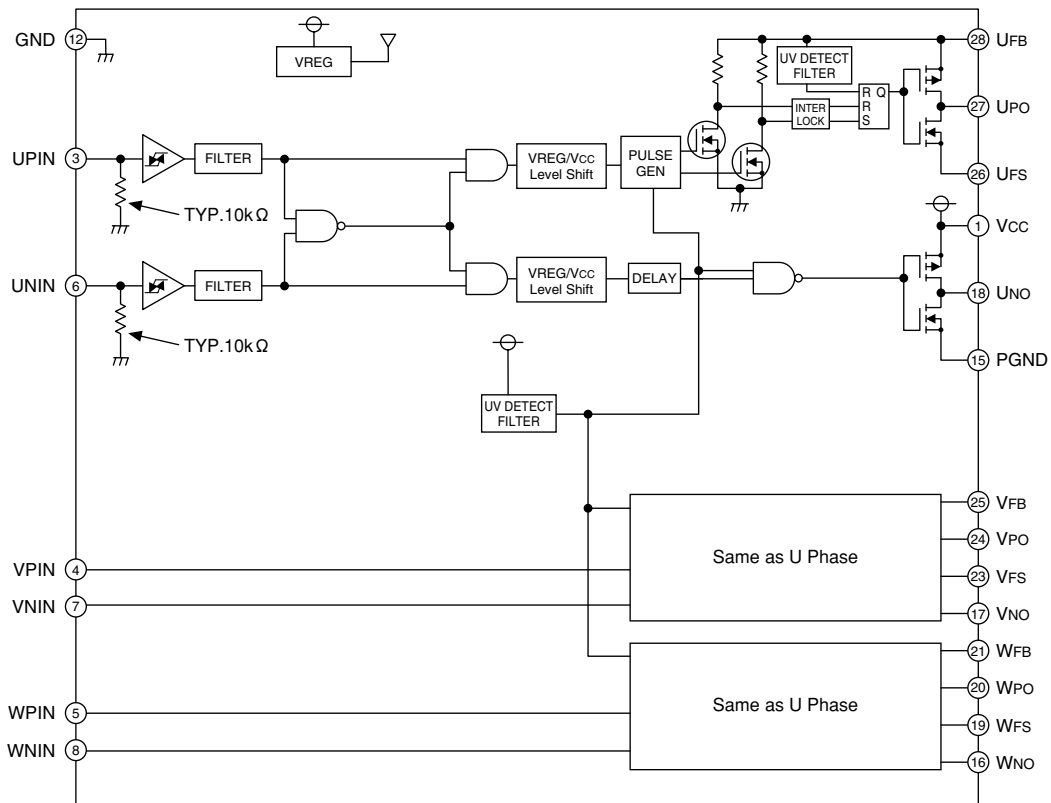 GND 12
VREG
UV DETECT
FILTER
28 UFB
R Q
R
S
INTER
LOCK
27 UPO
UPIN 3
FILTER
VREG/VCC
Level Shift
PULSE
GEN
26 UFS
TYP.10kΩ
1 VCC
UNIN 6
FILTER
VREG/VCC
Level Shift
DELAY
18 UNO
TYP.10kΩ
15 PGND
UV DETECT
FILTER
25 VFB
Same as U Phase
24 VPO
VPIN 4
23 VFS
VNIN 7
17 VNO
21 WFB
20 WPO
WPIN 5
Same as U Phase
19 WFS
WNIN 8
16 WNO